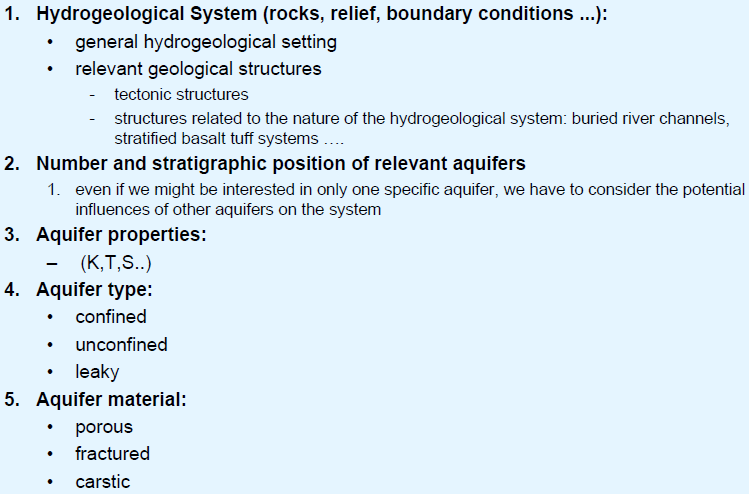 1. Hydrogeological System (rocks, relief, boundary conditions ...):
• general hydrogeological setting
• relevant geological structures
- tectonic structures
- structures related to the nature of the hydrogeological system: buried river channels,
stratified basalt tuff systems ….
2. Number and stratigraphic position of relevant aquifers
1. even if we might be interested in only one specific aquifer, we have to consider the potential
influences of other aquifers on the system
3. Aquifer properties:
– (K,T,S..)
4. Aquifer type:
• confined
• unconfined
• leaky
5. Aquifer material:
• porous
• fractured
• carstic